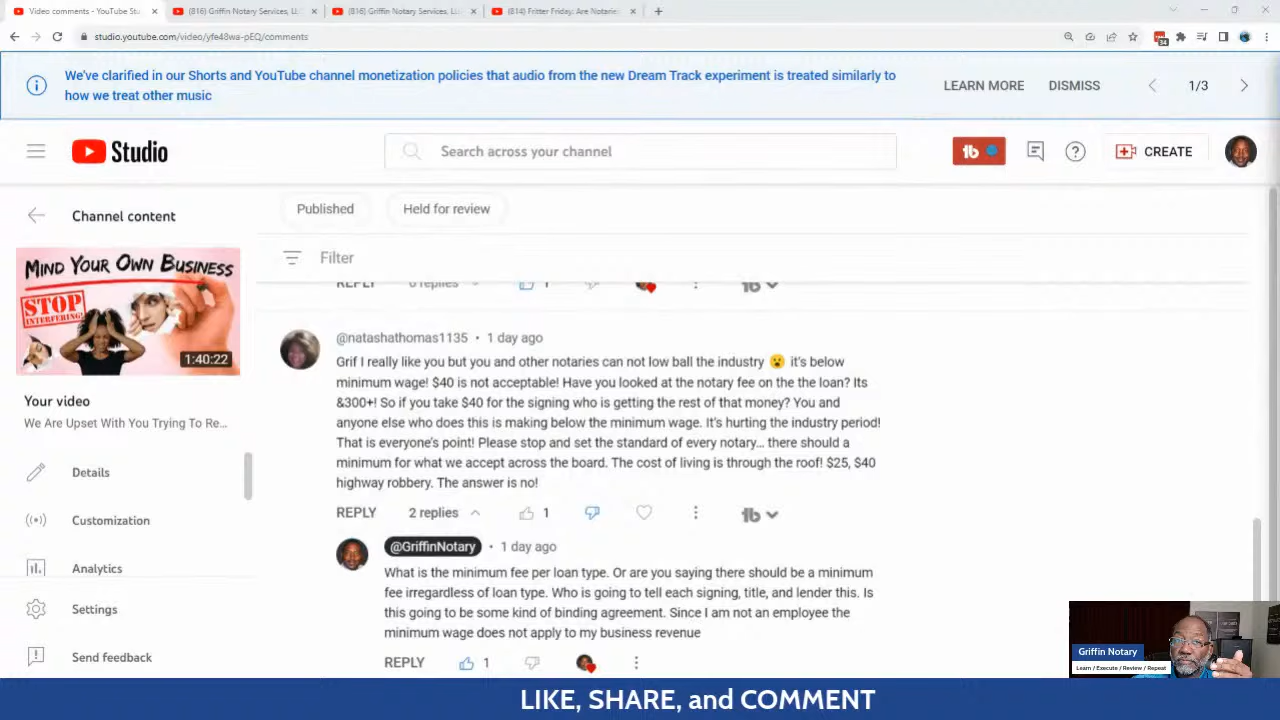 Video comments - YouTube Stu
(816) Griffin Notary Services, LL
(816) Griffin Notary Services, LL
(814) Fritter Friday: Are Notarie
studio.youtube.com/video/yfe48wa-pEQ/comments
We've clarified in our Shorts and YouTube channel monetization policies that audio from the new Dream Track experiment is treated similarly to
how we treat other music
LEARN MORE
DISMISS
1/3
Studio
Search across your channel
CREATE
Channel content
Published
Held for review
Filter
MIND YOUR OWN BUSINESS
STOP
INTERFERING!
1:40:22
Your video
We Are Upset With You Trying To Re...
Details
Customization
Analytics
Settings
Send feedback
REPLY
@natashathomas1135 • 1 day ago
Grif I really like you but you and other notaries can not low ball the industry 😮 it's below
minimum wage! $40 is not acceptable! Have you looked at the notary fee on the the loan? Its
&300+! So if you take $40 for the signing who is getting the rest of that money? You and
anyone else who does this is making below the minimum wage. It's hurting the industry period!
That is everyone's point! Please stop and set the standard of every notary… there should a
minimum for what we accept across the board. The cost of living is through the roof! $25, $40
highway robbery. The answer is no!
REPLY
2 replies
1
@GriffinNotary • 1 day ago
What is the minimum fee per loan type. Or are you saying there should be a minimum
fee irregardless of loan type. Who is going to tell each signing, title, and lender this. Is
this going to be some kind of binding agreement. Since I am not an employee the
minimum wage does not apply to my business revenue
REPLY
1
Griffin Notary
Learn / Execute / Review / Repeat
LIKE, SHARE, and COMMENT